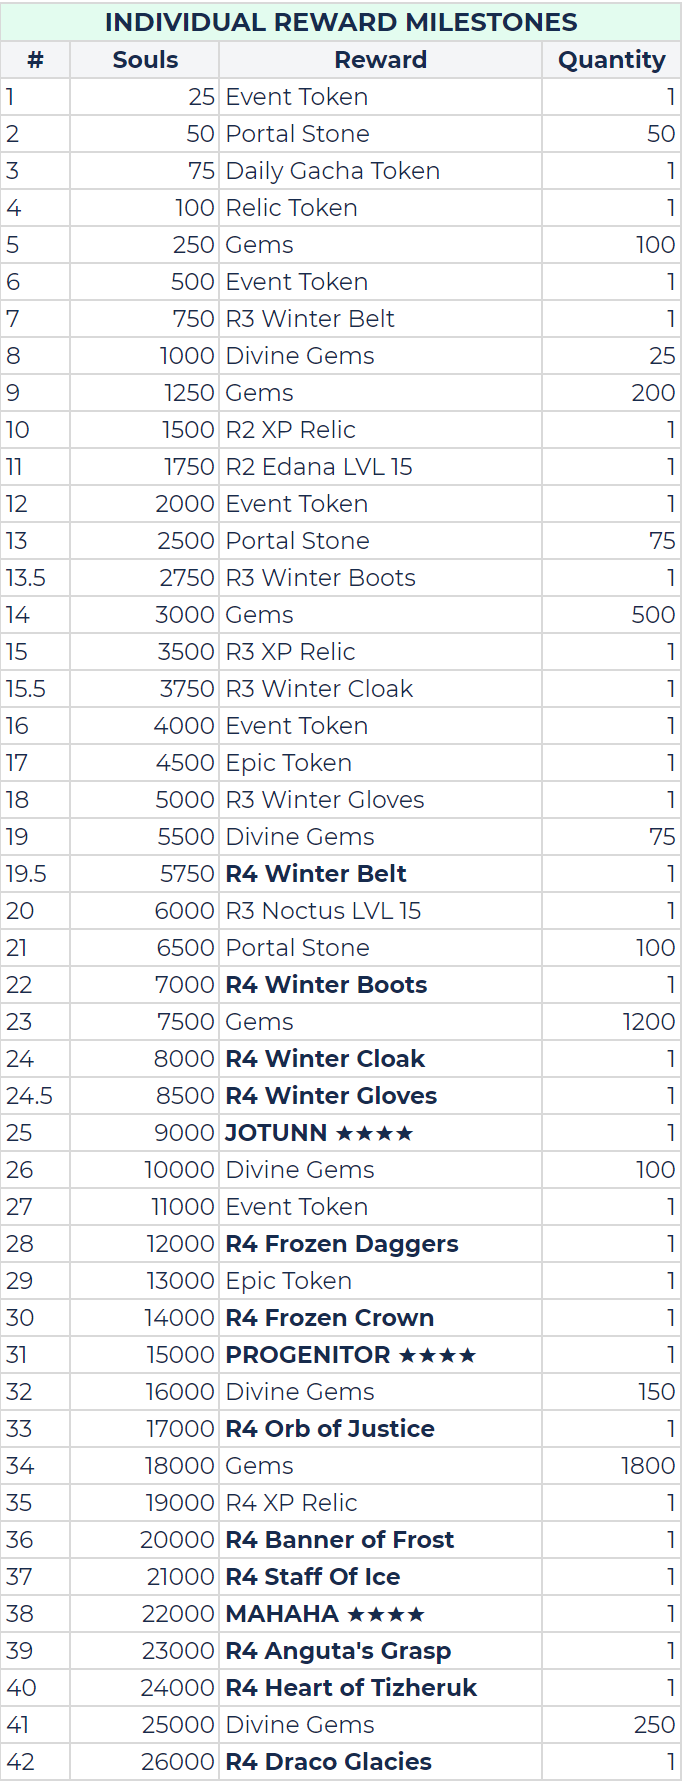 INDIVIDUAL REWARD MILESTONES
# Souls Reward Quantity
1 25 Event Token 1
2 50 Portal Stone 50
3 75 Daily Gacha Token 1
4 100 Relic Token 1
5 250 Gems 100
6 500 Event Token 1
7 750 R3 Winter Belt 1
8 1000 Divine Gems 25
9 1250 Gems 200
10 1500 R2 XP Relic 1
11 1750 R2 Edana LVL 15 1
12 2000 Event Token 1
13 2500 Portal Stone 75
13.5 2750 R3 Winter Boots 1
14 3000 Gems 500
15 3500 R3 XP Relic 1
15.5 3750 R3 Winter Cloak 1
16 4000 Event Token 1
17 4500 Epic Token 1
18 5000 R3 Winter Gloves 1
19 5500 Divine Gems 75
19.5 5750 R4 Winter Belt 1
20 6000 R3 Noctus LVL 15 1
21 6500 Portal Stone 100
22 7000 R4 Winter Boots 1
23 7500 Gems 1200
24 8000 R4 Winter Cloak 1
24.5 8500 R4 Winter Gloves 1
25 9000 JOTUNN ★★★★ 1
26 10000 Divine Gems 100
27 11000 Event Token 1
28 12000 R4 Frozen Daggers 1
29 13000 Epic Token 1
30 14000 R4 Frozen Crown 1
31 15000 PROGENITOR ★★★★ 1
32 16000 Divine Gems 150
33 17000 R4 Orb of Justice 1
34 18000 Gems 1800
35 19000 R4 XP Relic 1
36 20000 R4 Banner of Frost 1
37 21000 R4 Staff Of Ice 1
38 22000 MAHAHA ★★★★ 1
39 23000 R4 Anguta's Grasp 1
40 24000 R4 Heart of Tizheruk 1
41 25000 Divine Gems 250
42 26000 R4 Draco Glacies 1